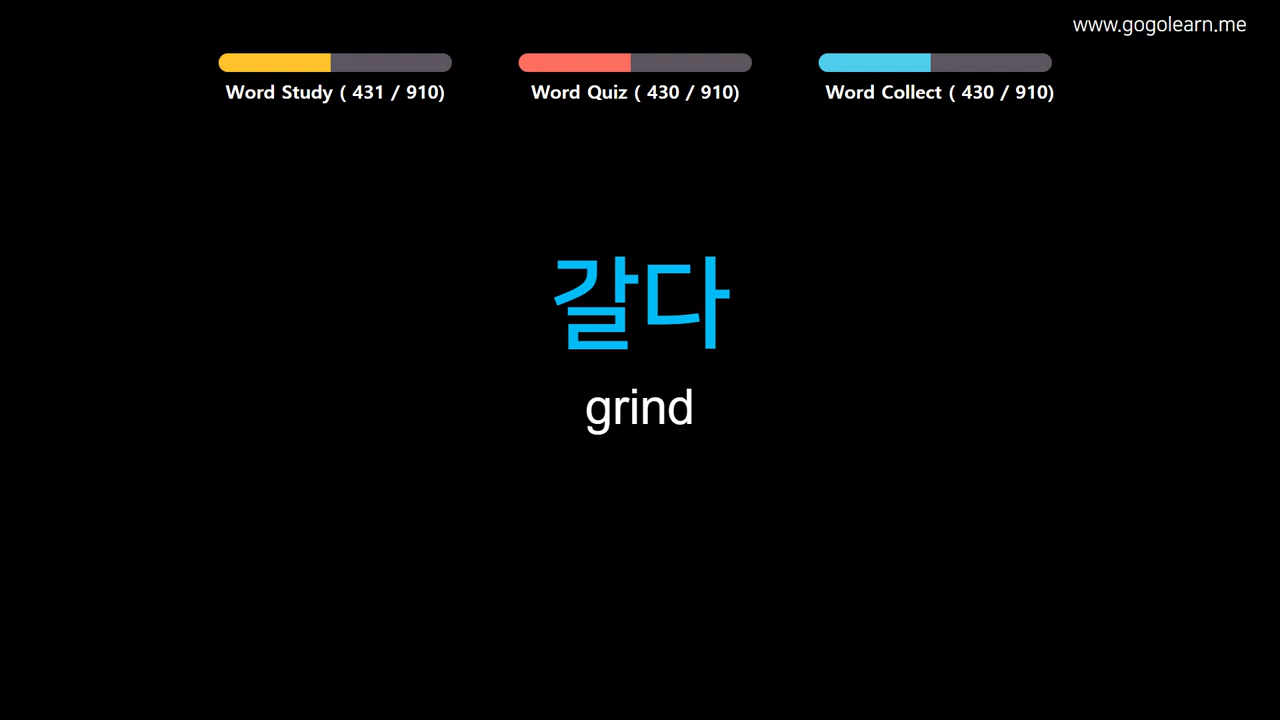 www.gogolearn.me
Word Study ( 431 / 910)
Word Quiz ( 430 / 910)
Word Collect ( 430 / 910)
갈다
grind